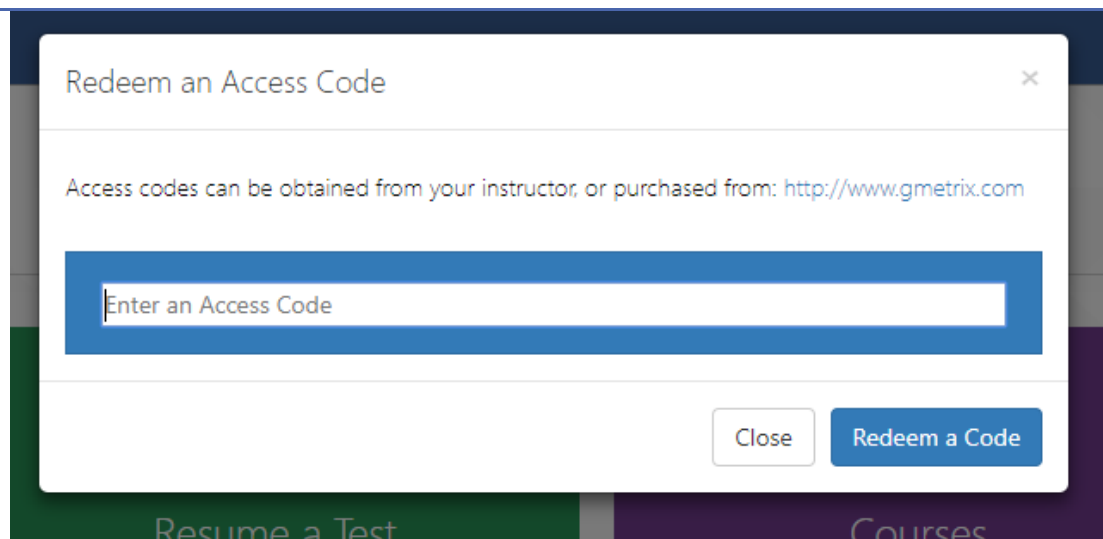 Redeem an Access Code ×
Access codes can be obtained from your instructor, or purchased from: http://www.gmetrix.com
Enter an Access Code
Close Redeem a Code
Resume a Test Courses